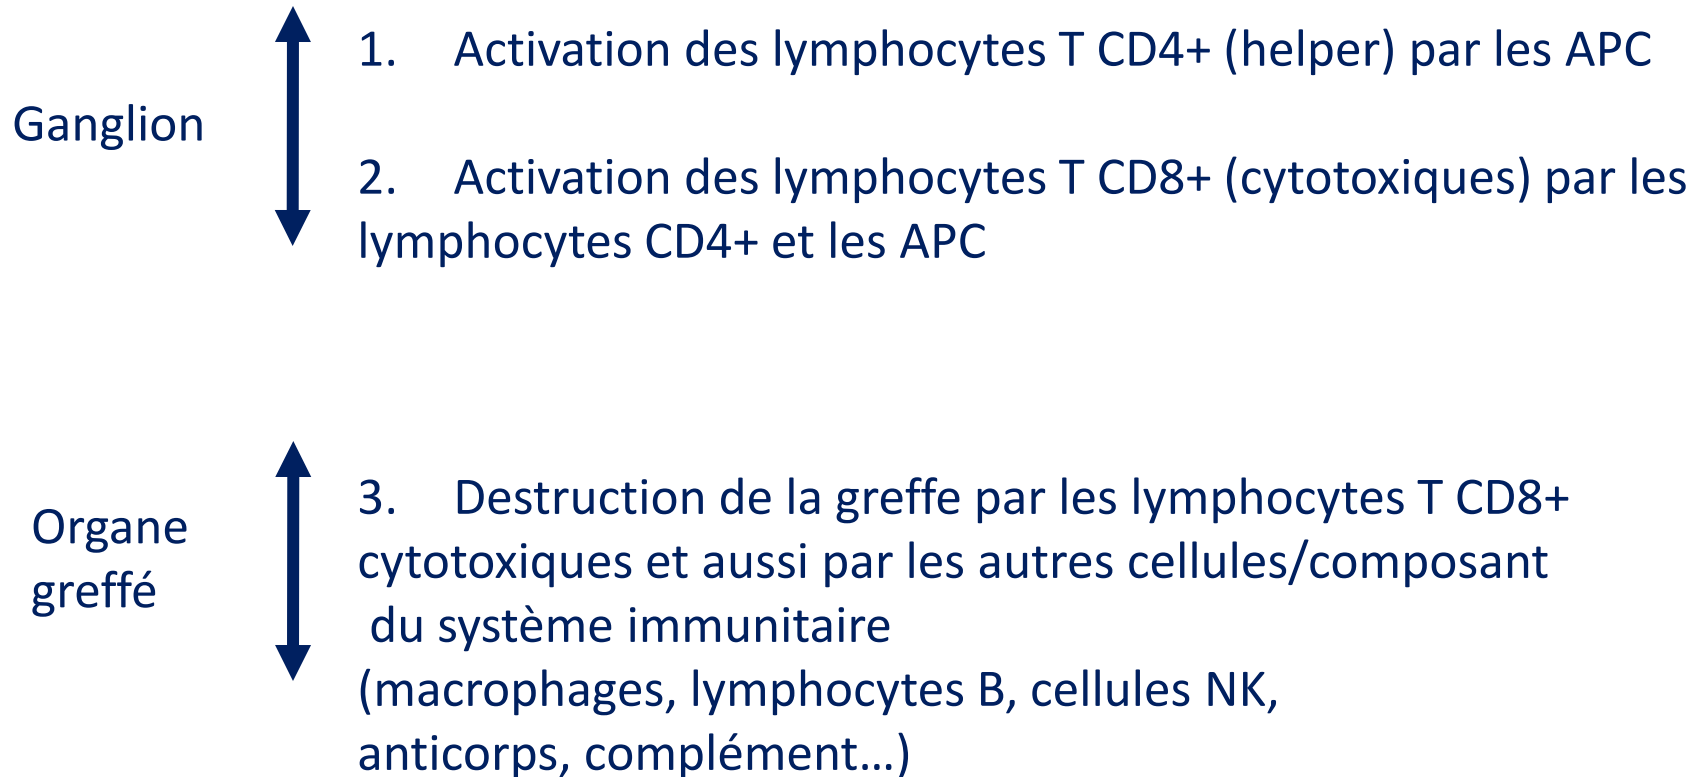 Ganglion
1. Activation des lymphocytes T CD4+ (helper) par les APC
2. Activation des lymphocytes T CD8+ (cytotoxiques) par les
lymphocytes CD4+ et les APC
Organe
greffé
3. Destruction de la greffe par les lymphocytes T CD8+
cytotoxiques et aussi par les autres cellules/composant
du système immunitaire
(macrophages, lymphocytes B, cellules NK,
anticorps, complément...)